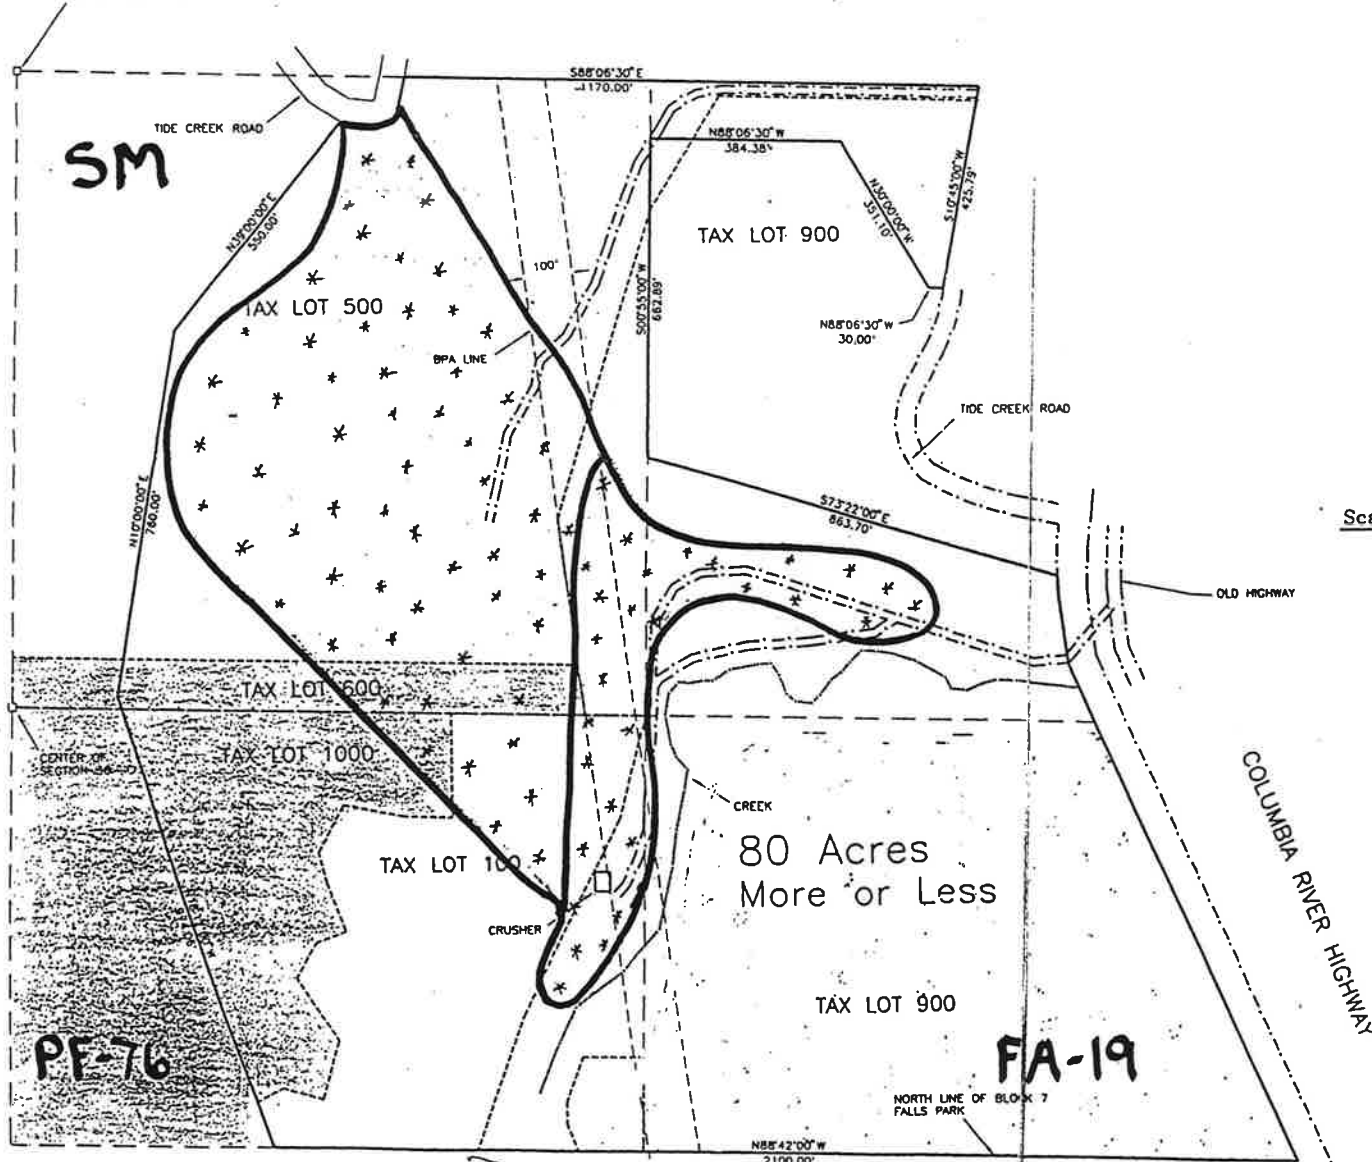 S88°06'30"E
1170.00'
TIDE CREEK ROAD
SM
N88°06'30"W
384.38'
N30°00'00"W
351.10'
S10°45'00"W
425.79'
N39°00'00"E
550.00'
TAX LOT 900
100'
S00°55'00"W
662.89'
TAX LOT 500
N88°06'30"W
30.00'
BPA LINE
TIDE CREEK ROAD
N10°00'00"E
760.00'
S73°22'00"E
863.70'
OLD HIGHWAY
TAX LOT 600
TAX LOT 1000
CENTER OF
SECTION
CREEK
COLUMBIA RIVER HIGHWAY
80 Acres
More or Less
TAX LOT 100
CRUSHER
TAX LOT 900
PF-76
FA-19
NORTH LINE OF BLOCK 7
FALLS PARK
N88°42'00"W
2100.00'